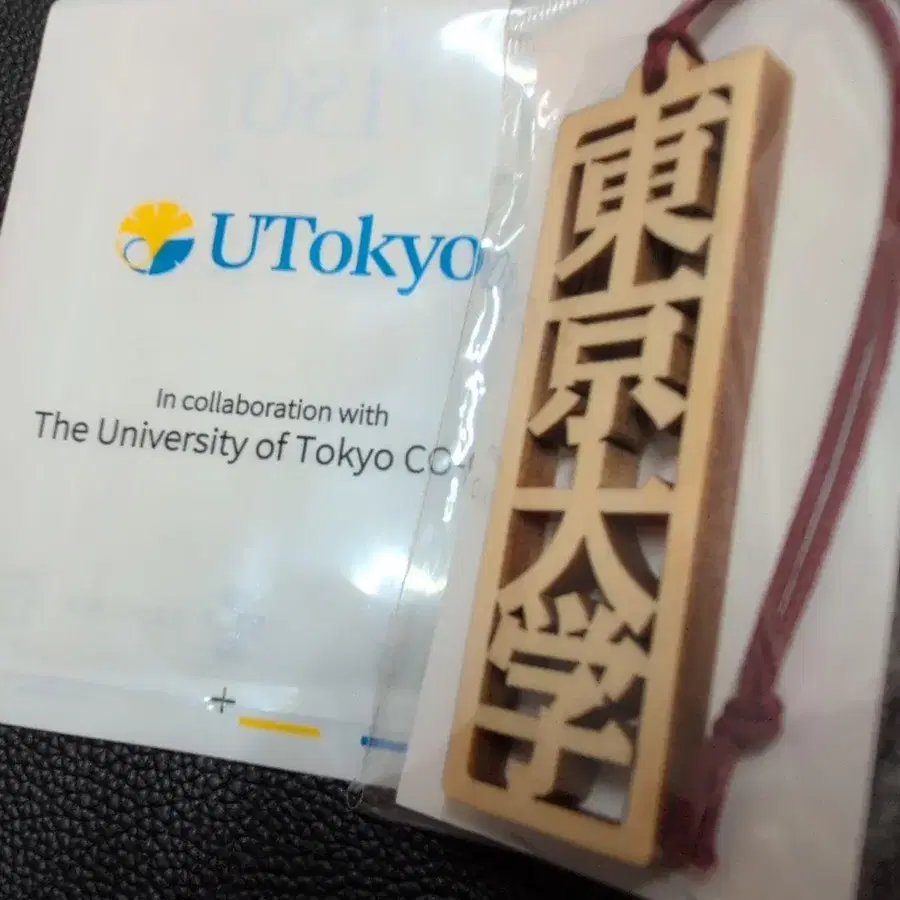 UTokyo
In collaboration with
The University of Tokyo
東京大学